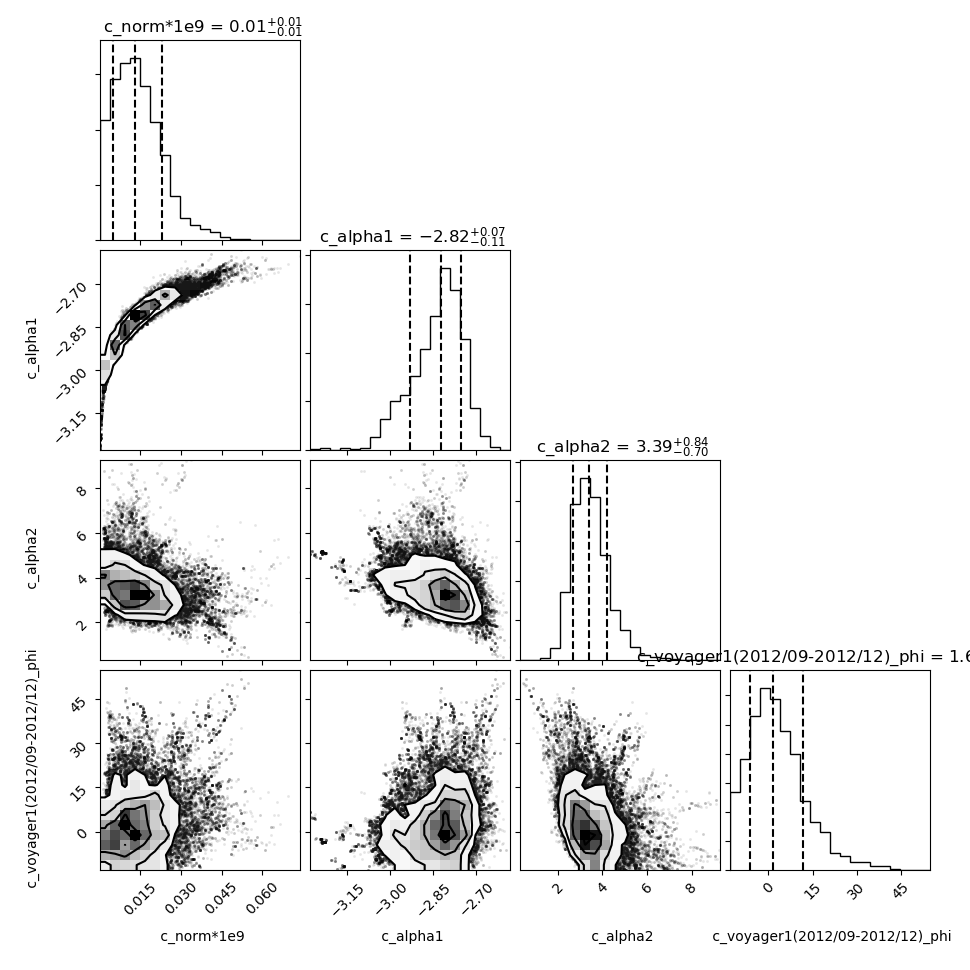 c_norm*1e9 = 0.01+0.01−0.01
c_alpha1
−2.70
−2.85
−3.00
−3.15
c_alpha1 = −2.82+0.07−0.11
c_alpha2
8
6
4
2
c_alpha2 = 3.39+0.84−0.70
c_voyager1(2012/09-2012/12)_phi
45
30
15
0
c_voyager1(2012/09-2012/12)_phi = 1.6
0.015 0.030 0.045 0.060
−3.15 −3.00 −2.85 −2.70
2 4 6 8
0 15 30 45
c_norm*1e9
c_alpha1
c_alpha2
c_voyager1(2012/09-2012/12)_phi